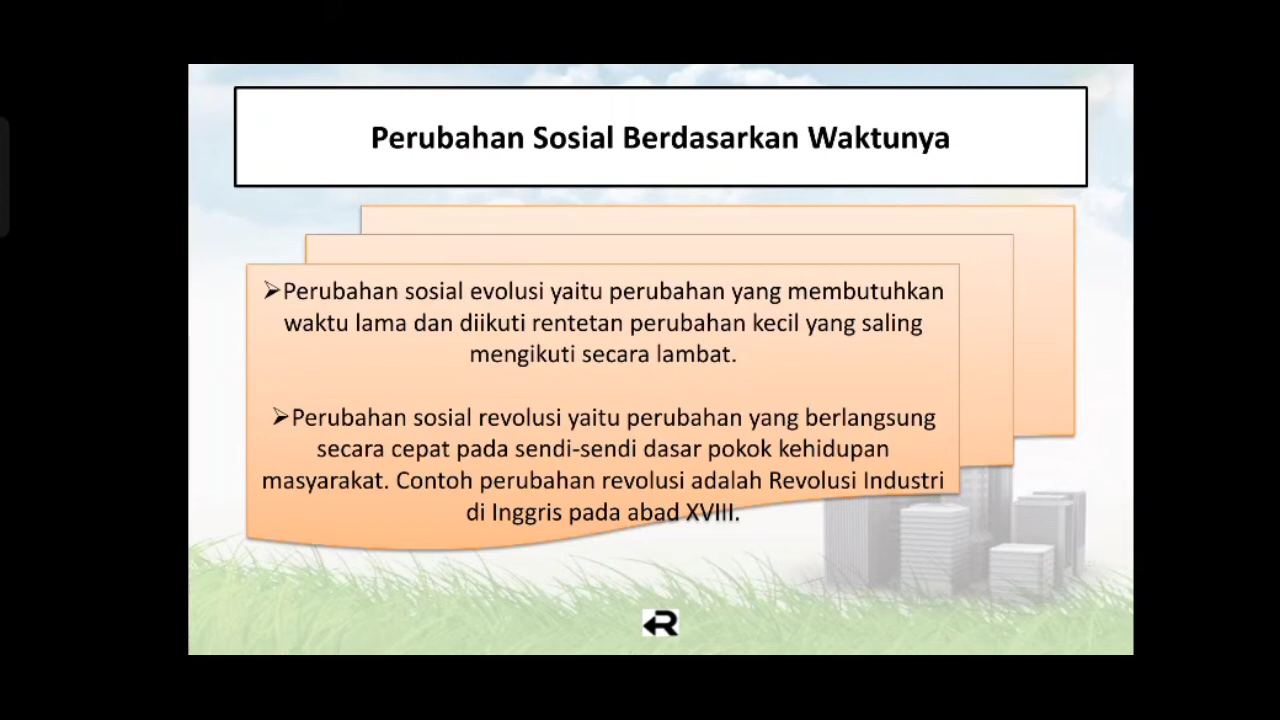 Perubahan Sosial Berdasarkan Waktunya
➢Perubahan sosial evolusi yaitu perubahan yang membutuhkan
waktu lama dan diikuti rentetan perubahan kecil yang saling
mengikuti secara lambat.
➢Perubahan sosial revolusi yaitu perubahan yang berlangsung
secara cepat pada sendi-sendi dasar pokok kehidupan
masyarakat. Contoh perubahan revolusi adalah Revolusi Industri
di Inggris pada abad XVIII.
R